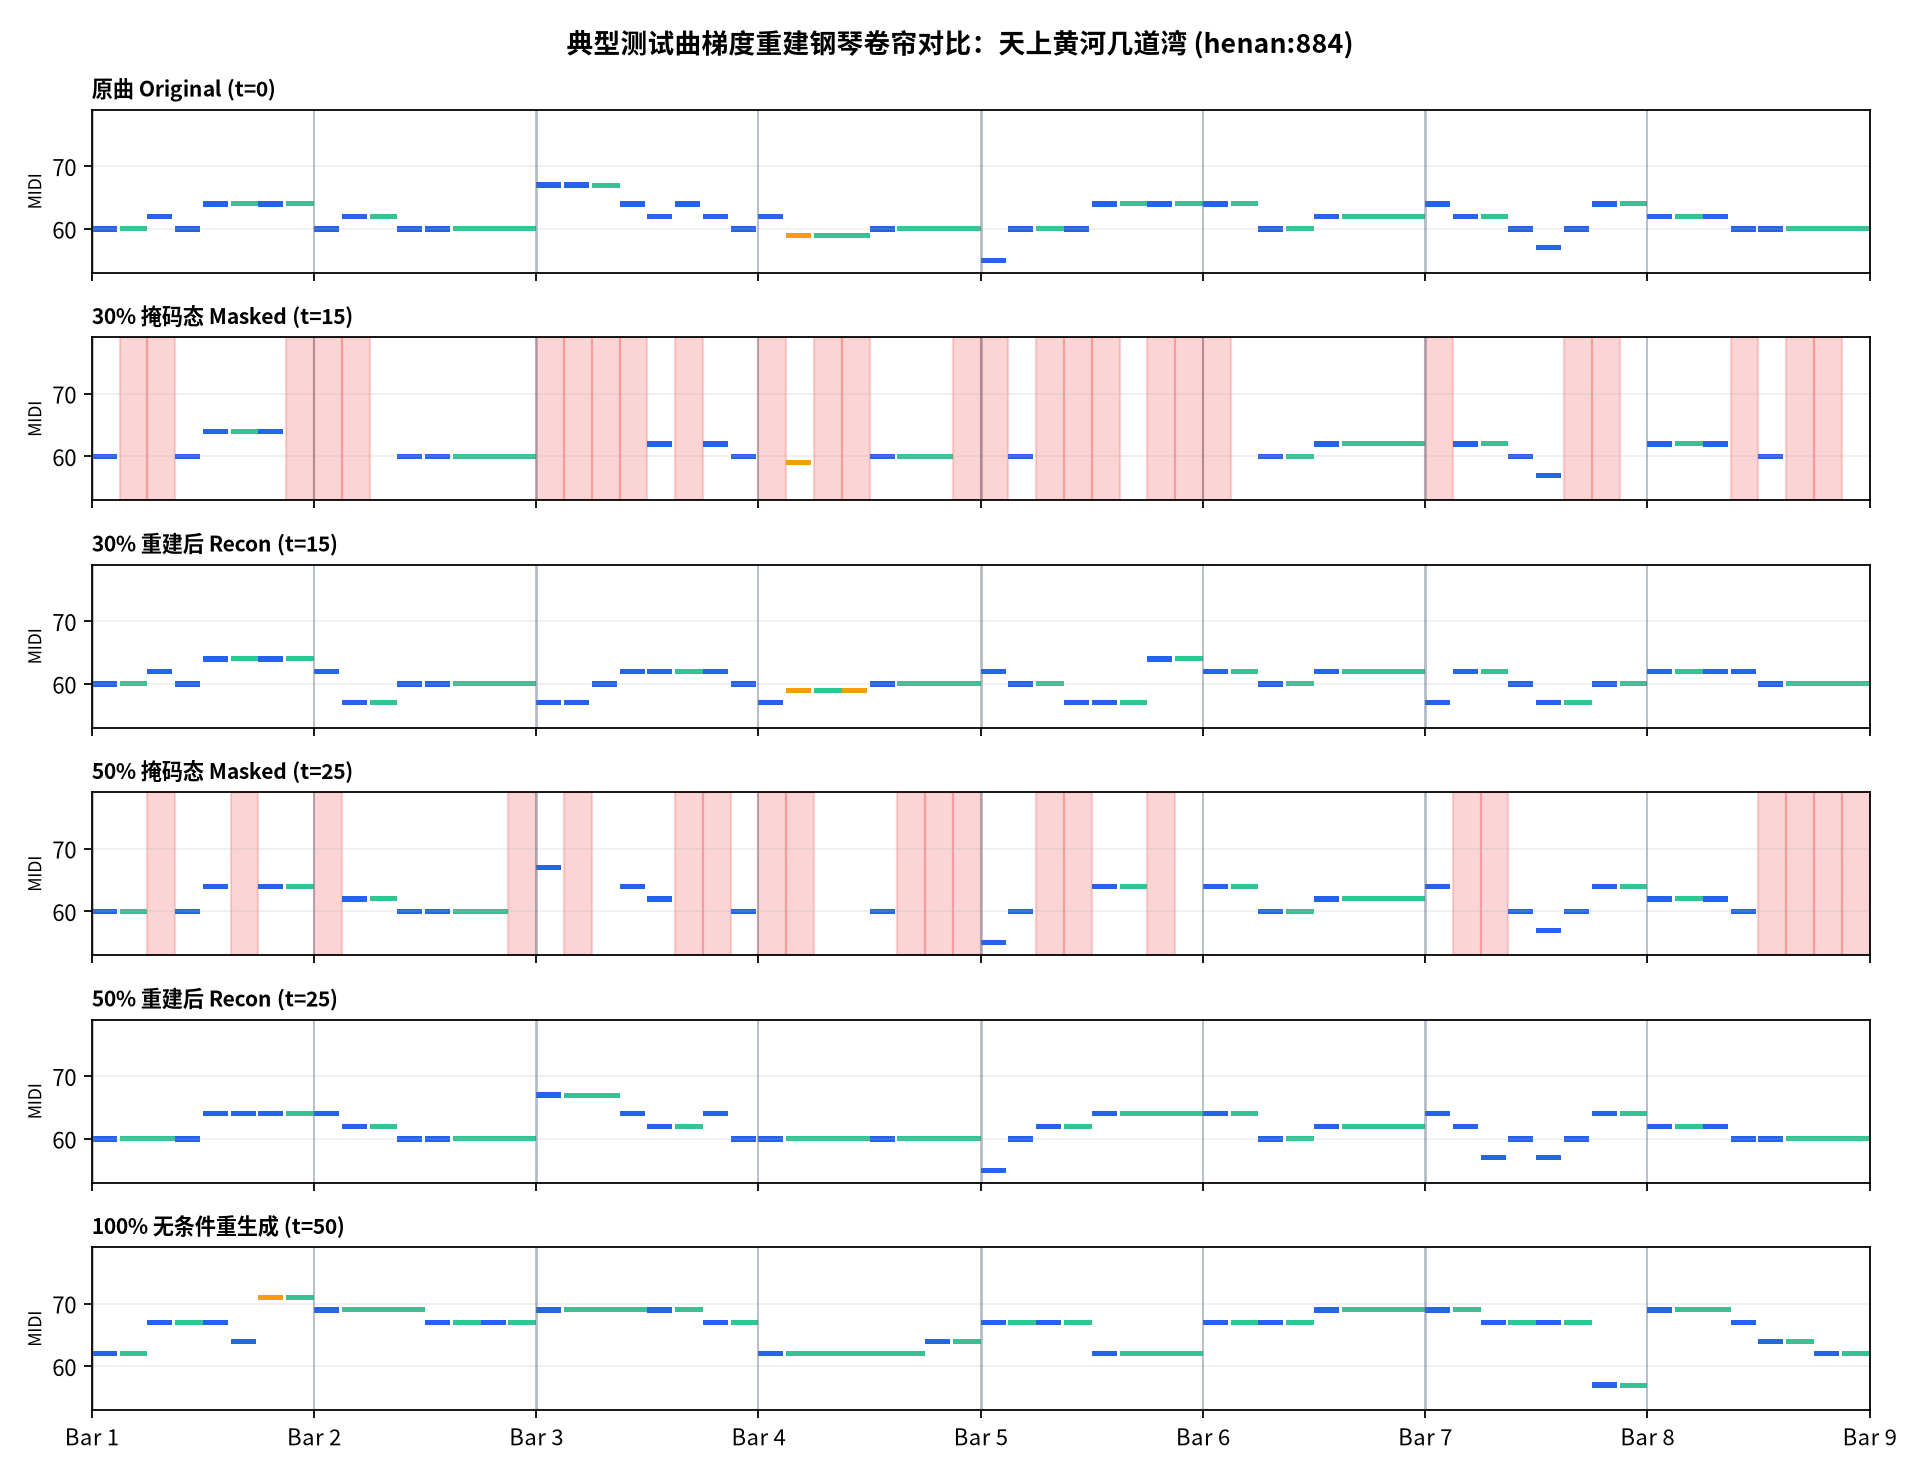 典型测试曲梯度重建钢琴卷帘对比：天上黄河几道湾 (henan:884)
原曲 Original (t=0)
MIDI
70
60
30% 掩码态 Masked (t=15)
MIDI
70
60
30% 重建后 Recon (t=15)
MIDI
70
60
50% 掩码态 Masked (t=25)
MIDI
70
60
50% 重建后 Recon (t=25)
MIDI
70
60
100% 无条件重生成 (t=50)
MIDI
70
60
Bar 1 Bar 2 Bar 3 Bar 4 Bar 5 Bar 6 Bar 7 Bar 8 Bar 9